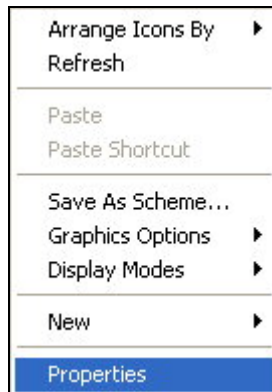 Arrange Icons By
Refresh
Paste
Paste Shortcut
Save As Scheme...
Graphics Options
Display Modes
New
Properties